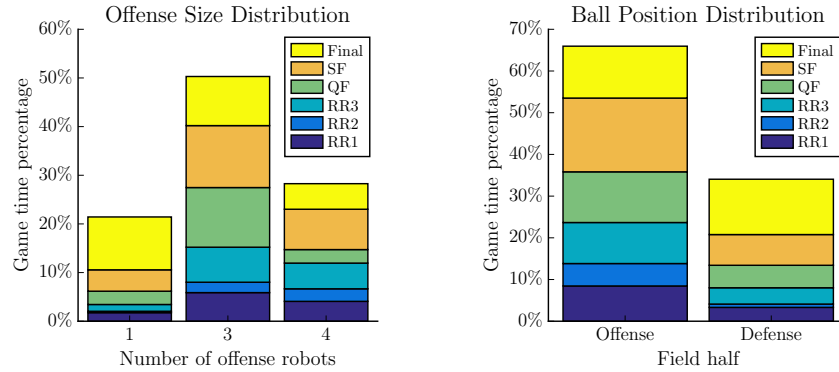 Offense Size Distribution
60%
50%
40%
30%
20%
10%
0%
Game time percentage
Final
SF
QF
RR3
RR2
RR1
1 3 4
Number of offense robots
Ball Position Distribution
70%
60%
50%
40%
30%
20%
10%
0%
Game time percentage
Final
SF
QF
RR3
RR2
RR1
Offense Defense
Field half